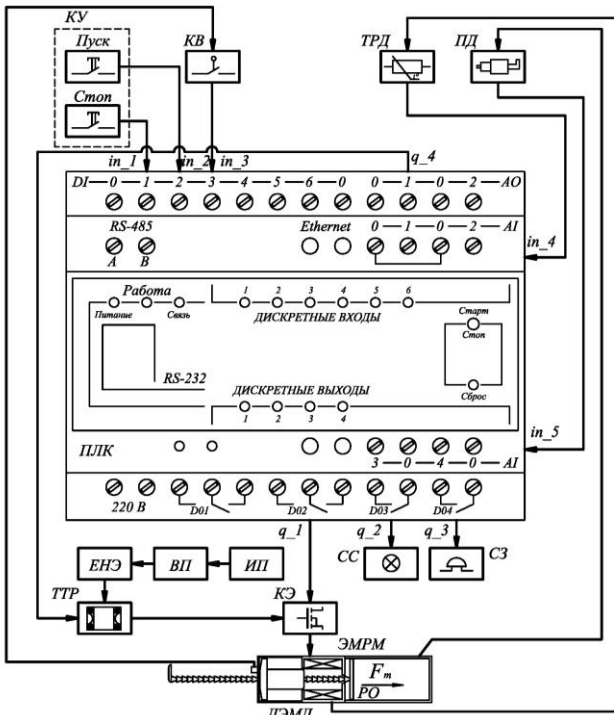 КУ
Пуск
КВ
ТРД
ПД
t°
Стоп
in_1
in_2
in_3
q_4
DI—0—1—2—3—4—5—6—0 0—1—0—2—AO
RS-485 Ethernet 0—1—0—2—AI
A B
in_4
Работа
1 2 3 4 5 6
Питание Связь
ДИСКРЕТНЫЕ ВХОДЫ
Старт
Стоп
RS-232
ДИСКРЕТНЫЕ ВЫХОДЫ
Сброс
1 2 3 4
in_5
ПЛК
3—0—4—0—AI
220 В D01 D02 D03 D04
q_1 q_2 q_3
ЕНЭ ВП ИП
СС СЗ
ТТР КЭ
ЭМРМ
Fт
РО